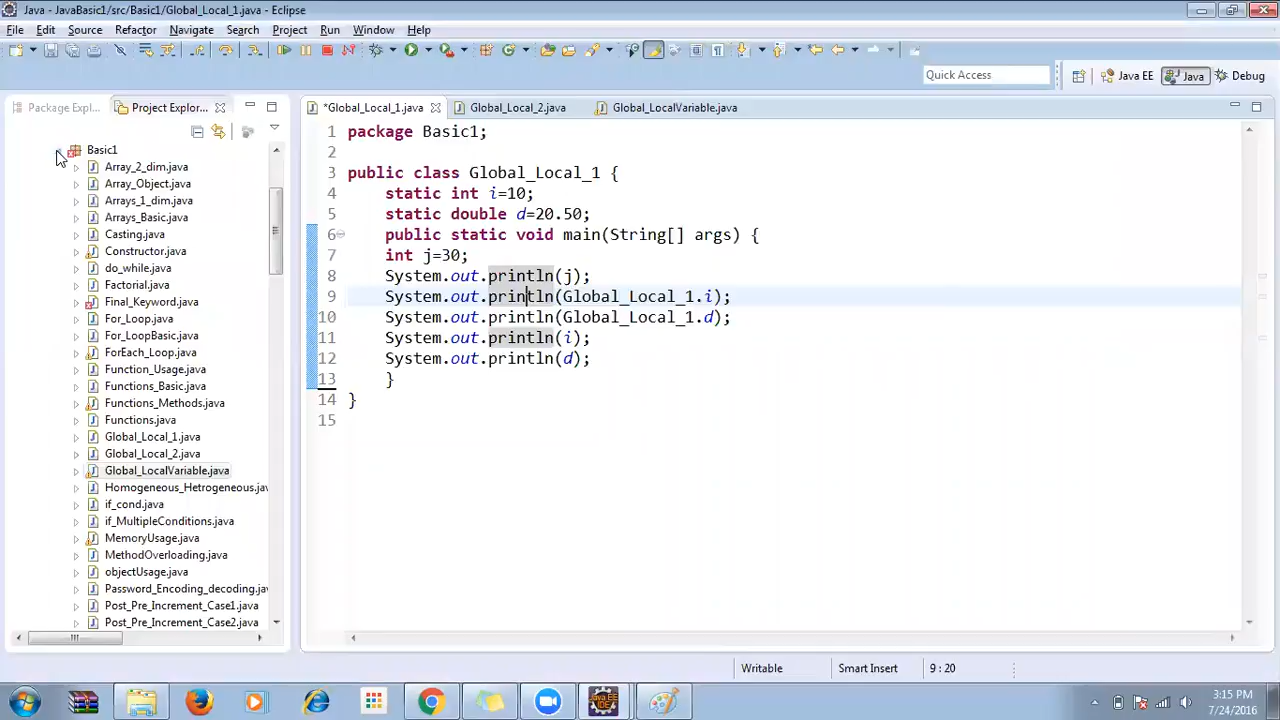 Java - JavaBasic1/src/Basic1/Global_Local_1.java - Eclipse
File Edit Source Refactor Navigate Search Project Run Window Help
Quick Access
Java EE
Java
Debug
Package Expl...
Project Explor...
*Global_Local_1.java
Global_Local_2.java
Global_LocalVariable.java
Basic1
Array_2_dim.java
Array_Object.java
Arrays_1_dim.java
Arrays_Basic.java
Casting.java
Constructor.java
do_while.java
Factorial.java
Final_Keyword.java
For_Loop.java
For_LoopBasic.java
ForEach_Loop.java
Function_Usage.java
Functions_Basic.java
Functions_Methods.java
Functions.java
Global_Local_1.java
Global_Local_2.java
Global_LocalVariable.java
Homogeneous_Hetrogeneous.jav
if_cond.java
if_MultipleConditions.java
MemoryUsage.java
MethodOverloading.java
objectUsage.java
Password_Encoding_decoding.java
Post_Pre_Increment_Case1.java
Post_Pre_Increment_Case2.java
1 package Basic1;
2
3 public class Global_Local_1 {
4 static int i=10;
5 static double d=20.50;
6 public static void main(String[] args) {
7 int j=30;
8 System.out.println(j);
9 System.out.println(Global_Local_1.i);
10 System.out.println(Global_Local_1.d);
11 System.out.println(i);
12 System.out.println(d);
13 }
14 }
15
Writable
Smart Insert
9 : 20
Java EE
IDE
3:15 PM
7/24/2016